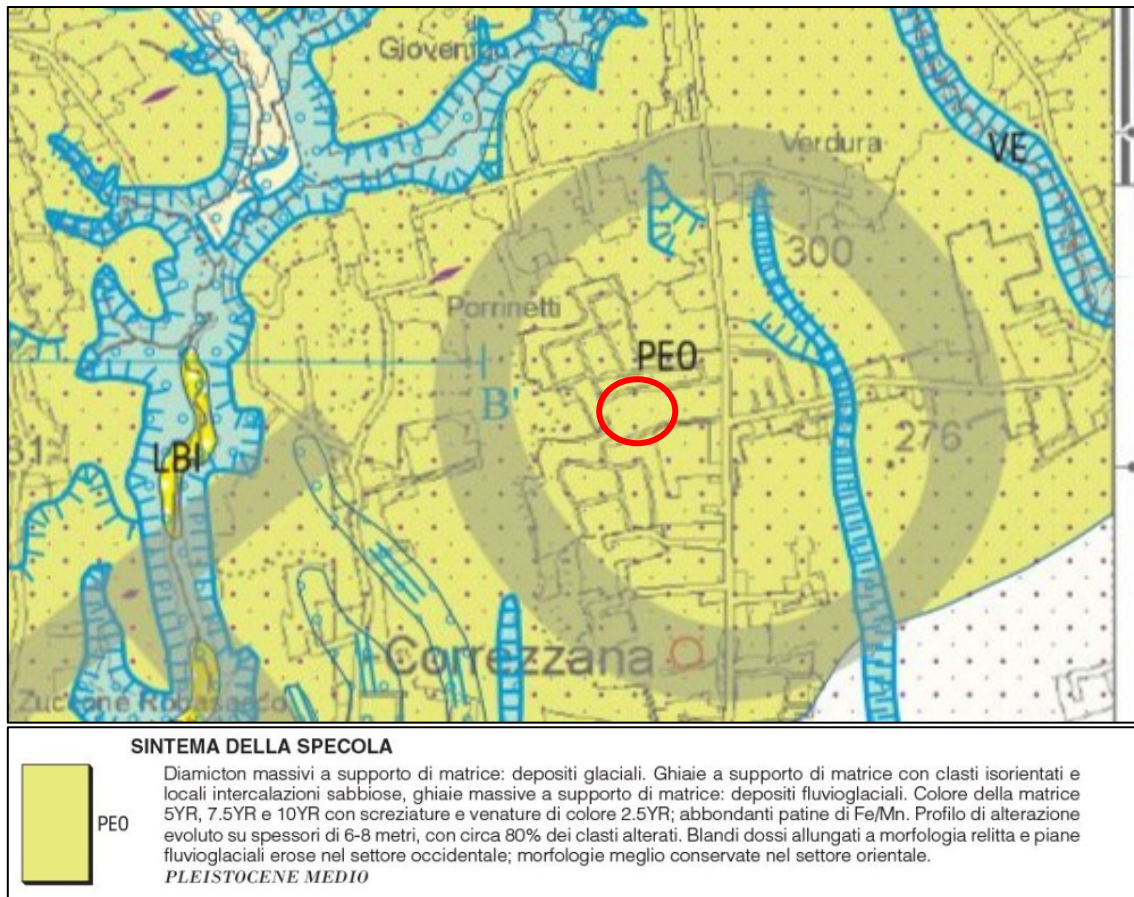 Giovenigo
Verdura
VE
300
Porrinetti
PE0
B'
276
LBI
Correzzana
SINTEMA DELLA SPECOLA
Diamicton massivi a supporto di matrice: depositi glaciali. Ghiaie a supporto di matrice con clasti isorientati e
locali intercalazioni sabbiose, ghiaie massive a supporto di matrice: depositi fluvioglaciali. Colore della matrice
5YR, 7.5YR e 10YR con screziature e venature di colore 2.5YR; abbondanti patine di Fe/Mn. Profilo di alterazione
PE0
evoluto su spessori di 6-8 metri, con circa 80% dei clasti alterati. Blandi dossi allungati a morfologia relitta e piane
fluvioglaciali erose nel settore occidentale; morfologie meglio conservate nel settore orientale.
PLEISTOCENE MEDIO